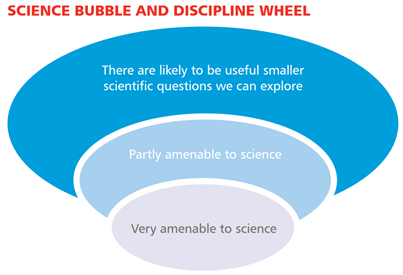 SCIENCE BUBBLE AND DISCIPLINE WHEEL
There are likely to be useful smaller
scientific questions we can explore
Partly amenable to science
Very amenable to science